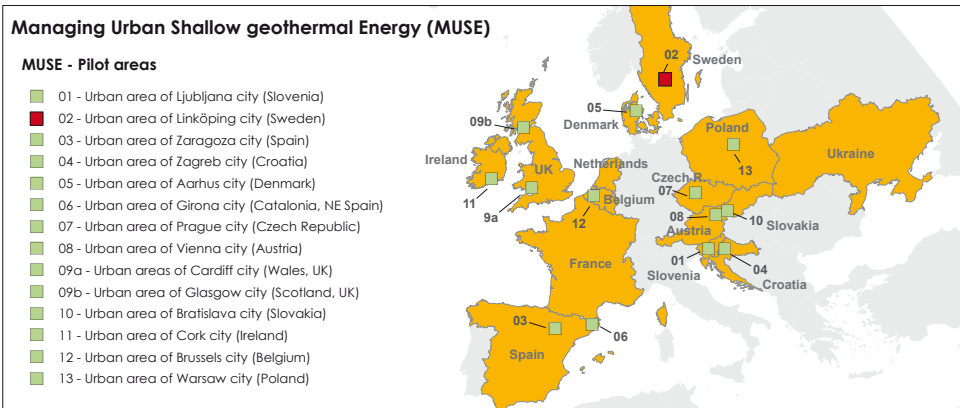 Managing Urban Shallow geothermal Energy (MUSE)
MUSE - Pilot areas
01 - Urban area of Ljubljana city (Slovenia)
02 - Urban area of Linköping city (Sweden)
03 - Urban area of Zaragoza city (Spain)
04 - Urban area of Zagreb city (Croatia)
05 - Urban area of Aarhus city (Denmark)
06 - Urban area of Girona city (Catalonia, NE Spain)
07 - Urban area of Prague city (Czech Republic)
08 - Urban area of Vienna city (Austria)
09a - Urban areas of Cardiff city (Wales, UK)
09b - Urban area of Glasgow city (Scotland, UK)
10 - Urban area of Bratislava city (Slovakia)
11 - Urban area of Cork city (Ireland)
12 - Urban area of Brussels city (Belgium)
13 - Urban area of Warsaw city (Poland)
02
Sweden
05
Denmark
09b
Poland
13
Ukraine
Ireland
UK
Netherlands
11
9a
Czech R.
07
Belgium
12
08
10
Slovakia
Austria
France
01
04
Slovenia
Croatia
03
06
Spain